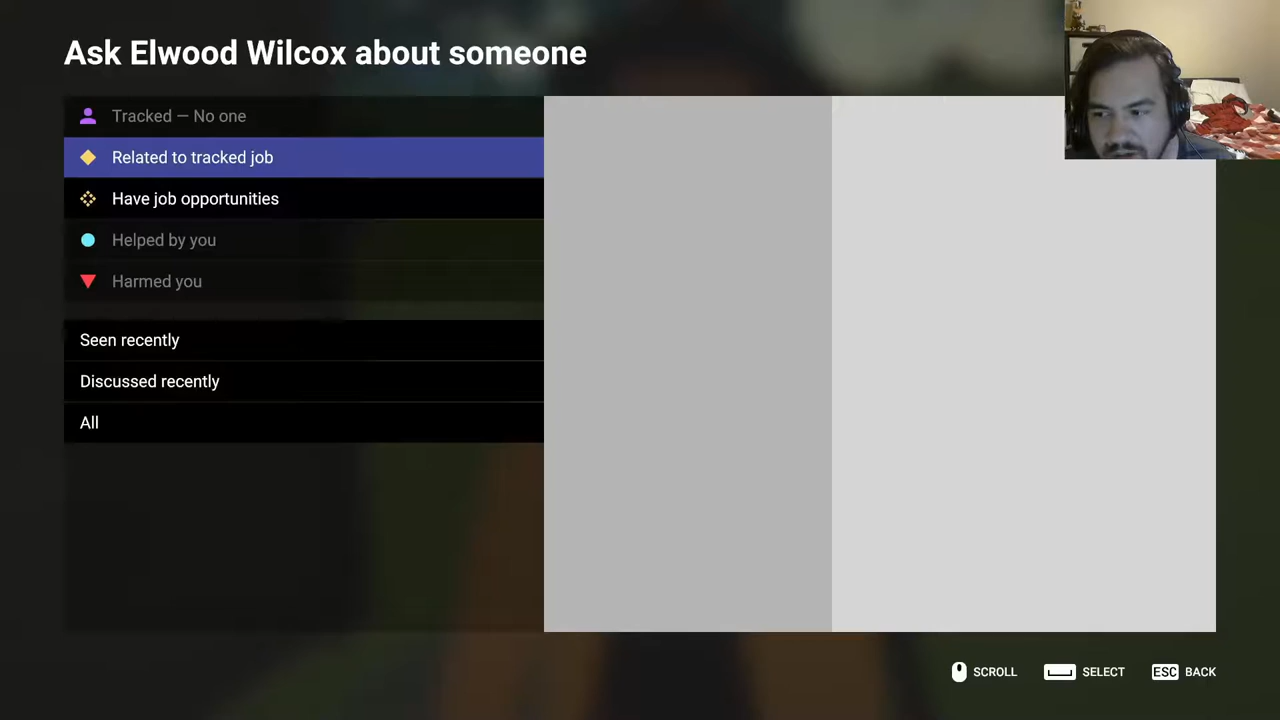 Ask Elwood Wilcox about someone
Tracked — No one
Related to tracked job
Have job opportunities
Helped by you
Harmed you
Seen recently
Discussed recently
All
SCROLL SELECT ESC BACK